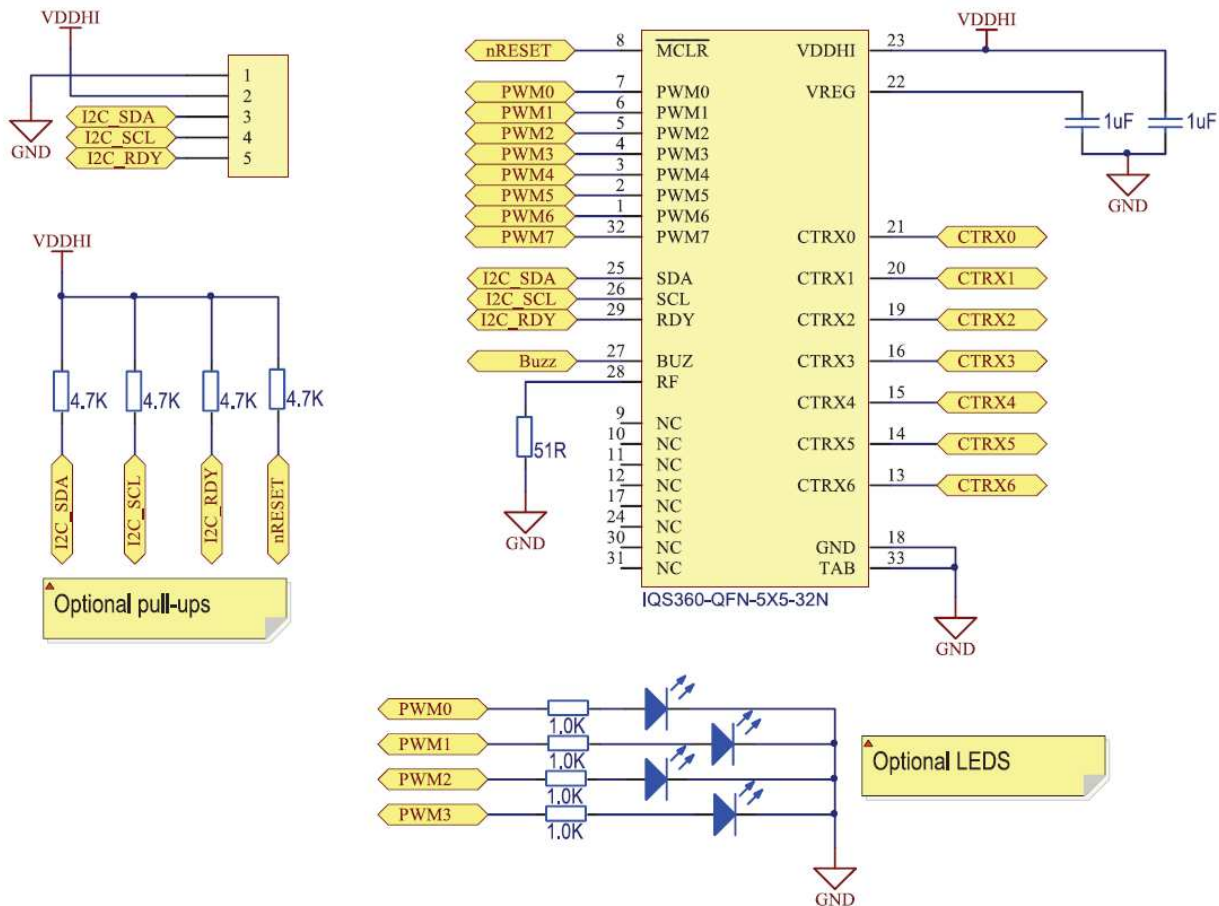 VDDHI
1
2
I2C_SDA 3
I2C_SCL 4
I2C_RDY 5
GND
VDDHI
4.7K 4.7K 4.7K 4.7K
I2C_SDA I2C_SCL I2C_RDY nRESET
Optional pull-ups
VDDHI
nRESET 8 MCLR VDDHI 23
PWM0 7 PWM0 VREG 22
PWM1 6 PWM1
PWM2 5 PWM2
PWM3 4 PWM3
PWM4 3 PWM4
PWM5 2 PWM5
PWM6 1 PWM6
PWM7 32 PWM7 CTRX0 21 CTRX0
1uF 1uF
GND
I2C_SDA 25 SDA CTRX1 20 CTRX1
I2C_SCL 26 SCL
I2C_RDY 29 RDY CTRX2 19 CTRX2
Buzz 27 BUZ CTRX3 16 CTRX3
28 RF
CTRX4 15 CTRX4
9 NC
10 NC CTRX5 14 CTRX5
11 NC
12 NC CTRX6 13 CTRX6
17 NC
24 NC
30 NC GND 18
31 NC TAB 33
51R
GND
IQS360-QFN-5X5-32N
GND
PWM0 1.0K
PWM1 1.0K
PWM2 1.0K
PWM3 1.0K
GND
Optional LEDS